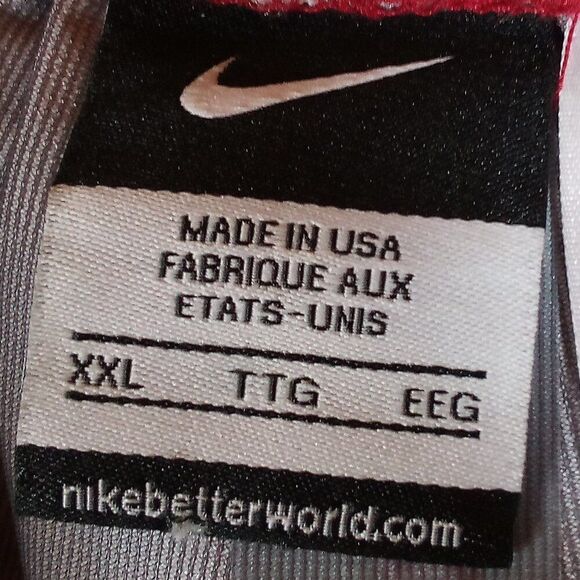 MADE IN USA
FABRIQUE AUX
ETATS-UNIS
XXL TTG EEG
nikebetterworld.com